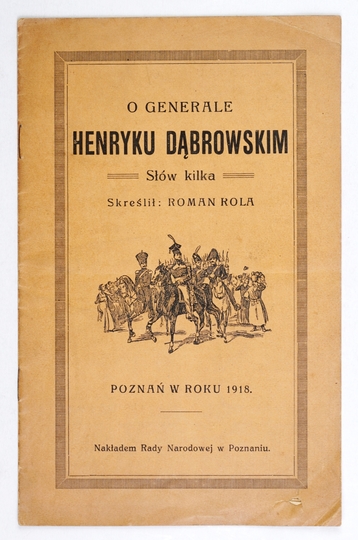 O GENERALE
HENRYKU DĄBROWSKIM
Słów kilka
Skreślił: ROMAN ROLA
POZNAŃ W ROKU 1918.
Nakładem Rady Narodowej w Poznaniu.